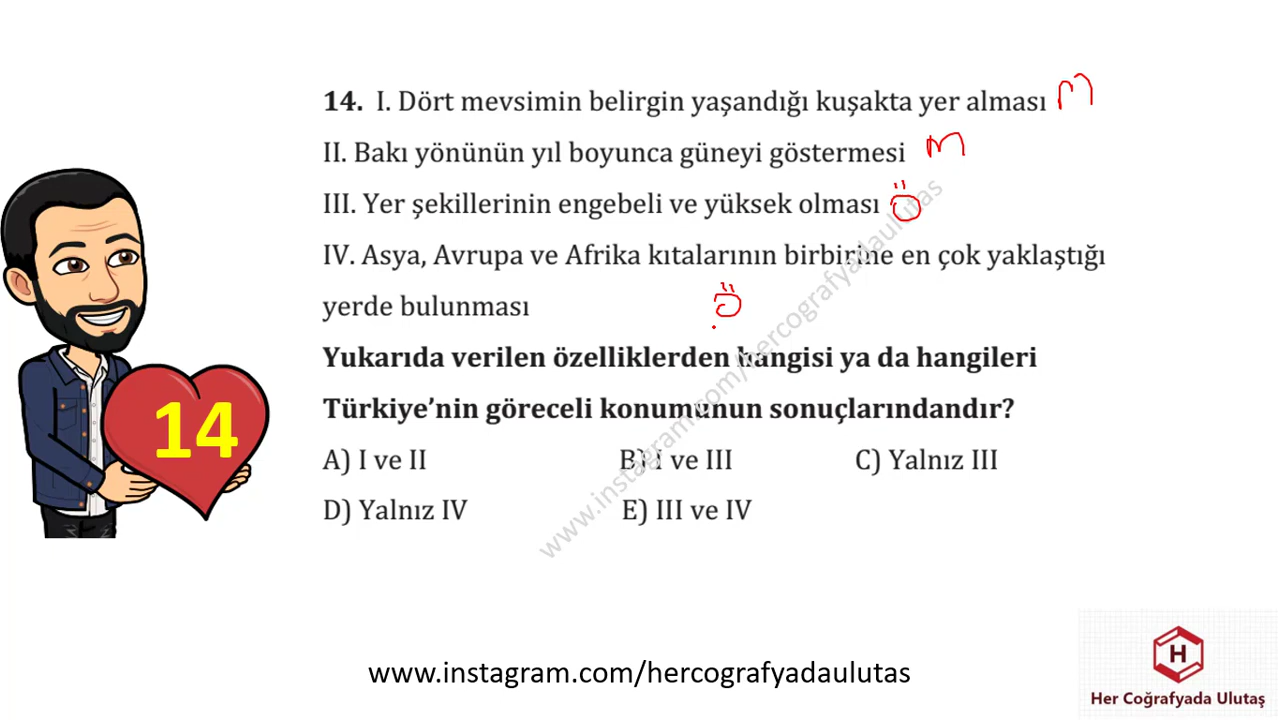 14. I. Dört mevsimin belirgin yaşandığı kuşakta yer alması m
II. Bakı yönünün yıl boyunca güneyi göstermesi m
III. Yer şekillerinin engebeli ve yüksek olması ö
IV. Asya, Avrupa ve Afrika kıtalarının birbirine en çok yaklaştığı
yerde bulunması ö
Yukarıda verilen özelliklerden hangisi ya da hangileri
Türkiye’nin göreceli konumunun sonuçlarındandır?
A) I ve II B) I ve III C) Yalnız III
D) Yalnız IV E) III ve IV
14
www.instagram.com/hercografyadaulutas
www.instagram.com/hercografyadaulutas
H
Her Coğrafyada Ulutaş